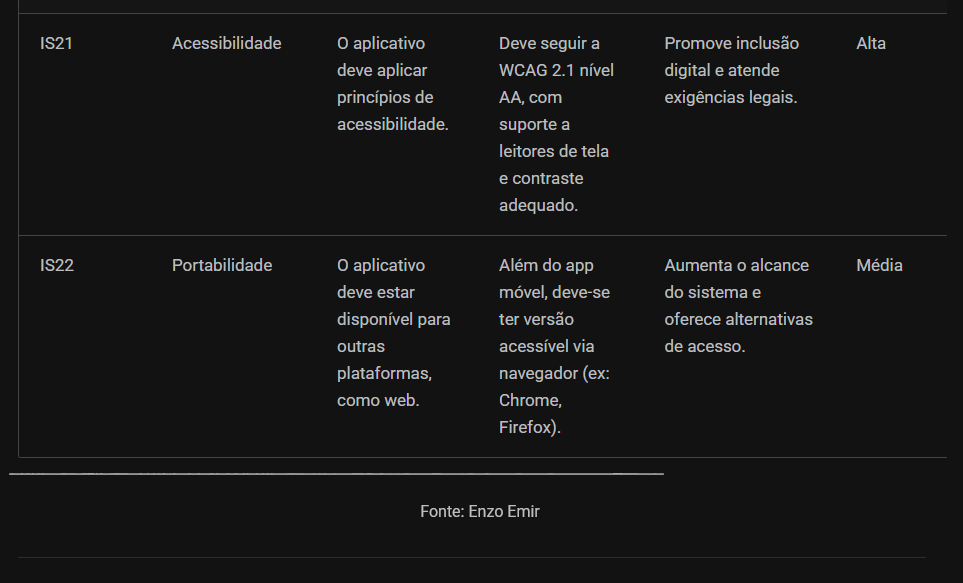 IS21
Acessibilidade
O aplicativo
deve aplicar
princípios de
acessibilidade.
Deve seguir a
WCAG 2.1 nível
AA, com
suporte a
leitores de tela
e contraste
adequado.
Promove inclusão
digital e atende
exigências legais.
Alta
IS22
Portabilidade
O aplicativo
deve estar
disponível para
outras
plataformas,
como web.
Além do app
móvel, deve-se
ter versão
acessível via
navegador (ex:
Chrome,
Firefox).
Aumenta o alcance
do sistema e
oferece alternativas
de acesso.
Média
Fonte: Enzo Emir